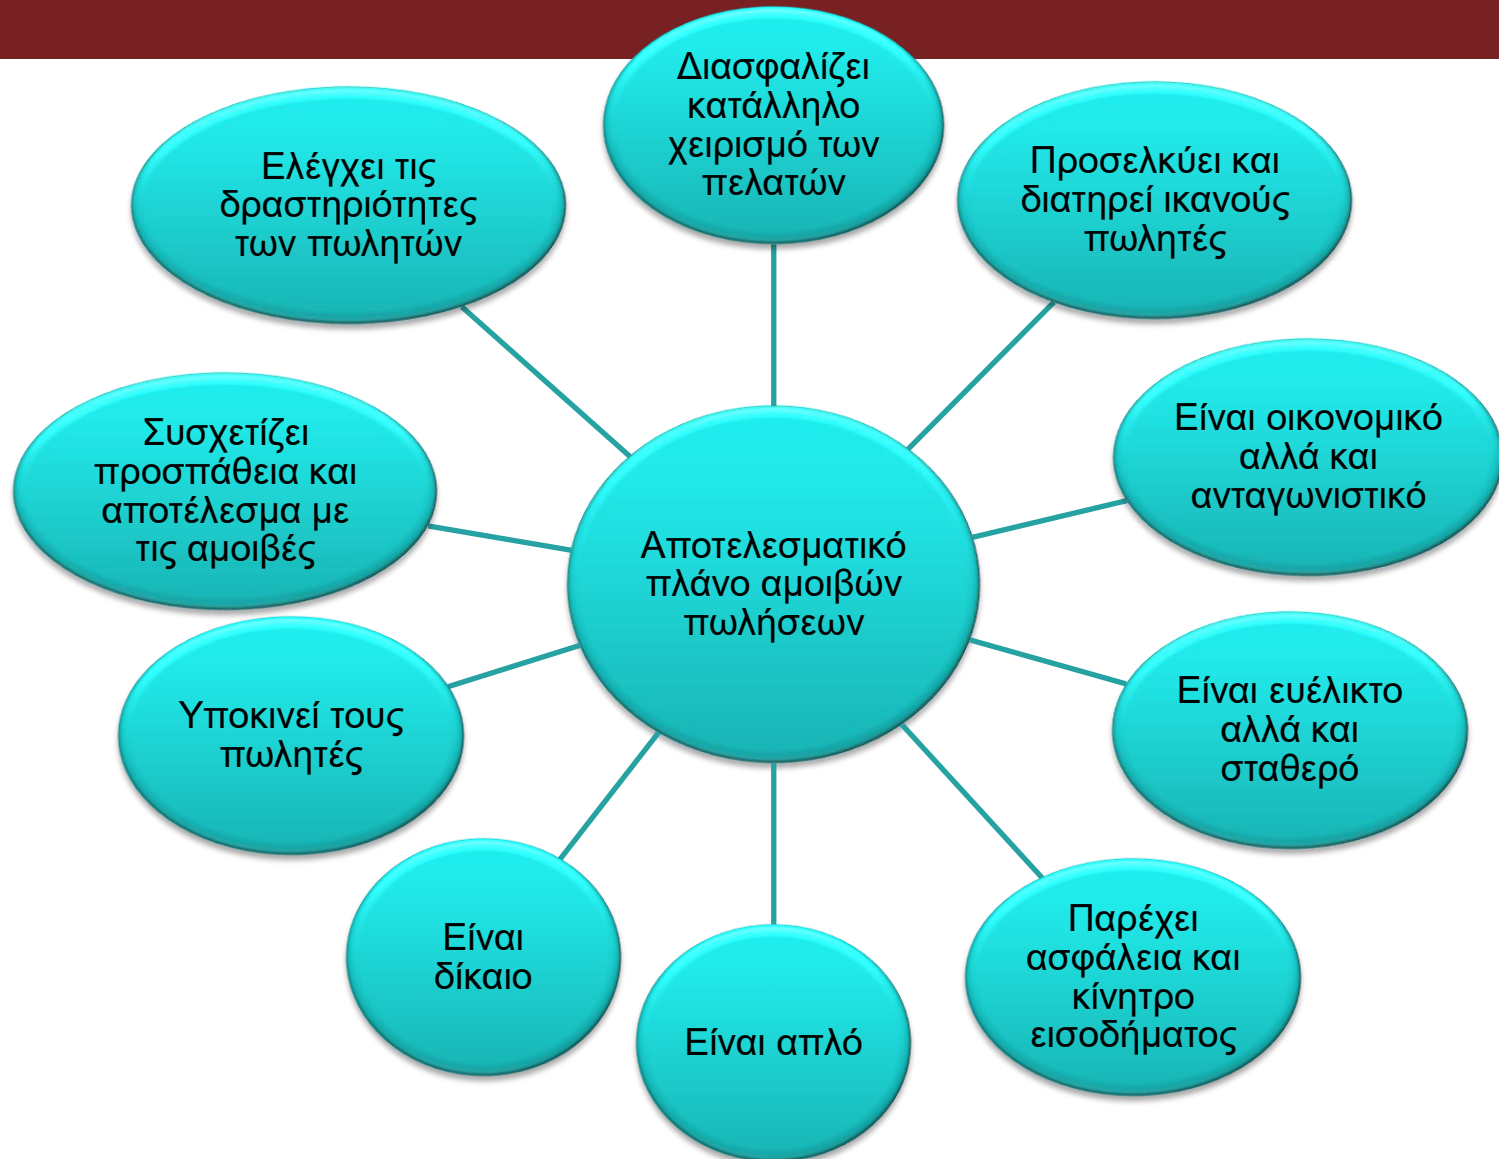 Διασφαλίζει
κατάλληλο
χειρισμό των
πελατών
Προσελκύει και
διατηρεί ικανούς
πωλητές
Είναι οικονομικό
αλλά και
ανταγωνιστικό
Είναι ευέλικτο
αλλά και
σταθερό
Παρέχει
ασφάλεια και
κίνητρο
εισοδήματος
Είναι απλό
Είναι
δίκαιο
Υποκινεί τους
πωλητές
Συσχετίζει
προσπάθεια και
αποτέλεσμα με
τις αμοιβές
Ελέγχει τις
δραστηριότητες
των πωλητών
Αποτελεσματικό
πλάνο αμοιβών
πωλήσεων